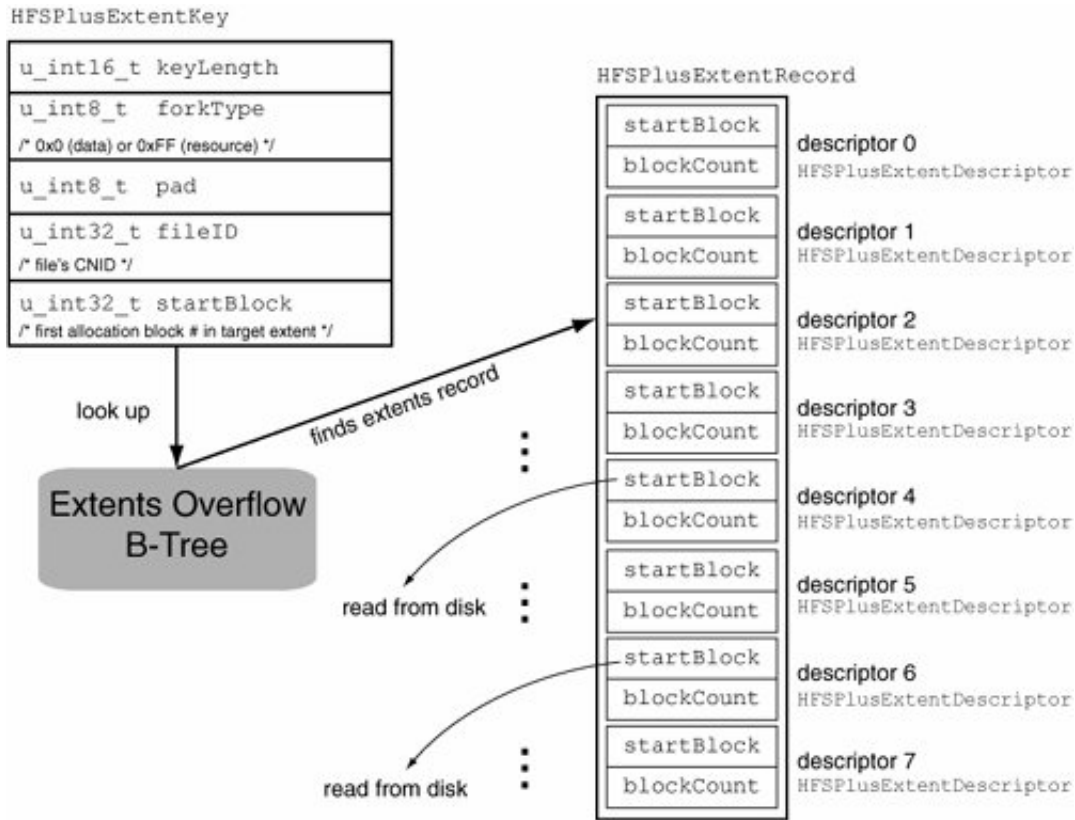 HFSPlusExtentKey
u_int16_t keyLength
u_int8_t forkType
/* 0x0 (data) or 0xFF (resource) */
u_int8_t pad
u_int32_t fileID
/* file's CNID */
u_int32_t startBlock
/* first allocation block # in target extent */
look up
Extents Overflow
B-Tree
finds extents record
HFSPlusExtentRecord
startBlock
blockCount
descriptor 0
HFSPlusExtentDescriptor
startBlock
blockCount
descriptor 1
HFSPlusExtentDescriptor
startBlock
blockCount
descriptor 2
HFSPlusExtentDescriptor
startBlock
blockCount
descriptor 3
HFSPlusExtentDescriptor
startBlock
blockCount
descriptor 4
HFSPlusExtentDescriptor
read from disk
startBlock
blockCount
descriptor 5
HFSPlusExtentDescriptor
startBlock
blockCount
descriptor 6
HFSPlusExtentDescriptor
read from disk
startBlock
blockCount
descriptor 7
HFSPlusExtentDescriptor